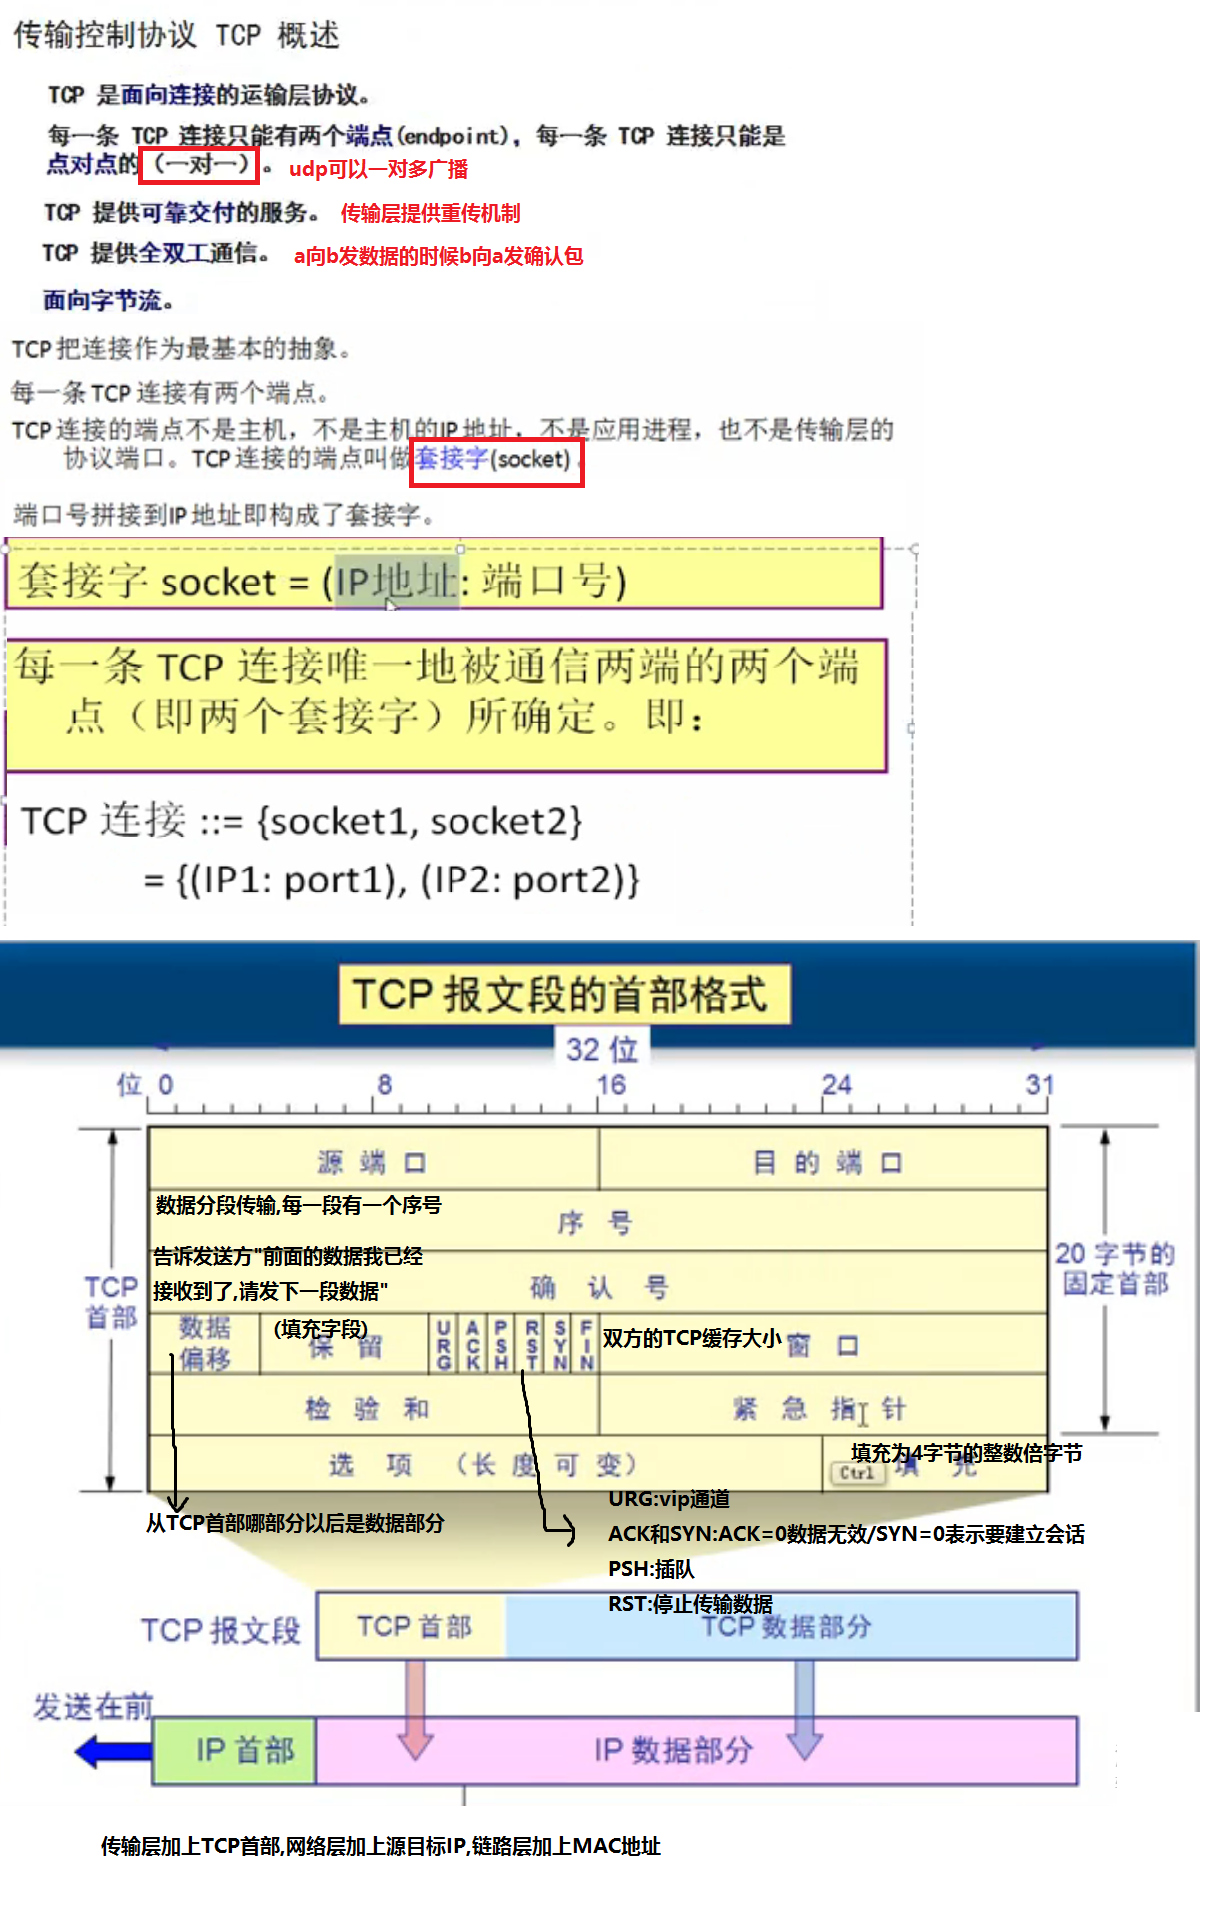 传输控制协议 TCP 概述
TCP 是面向连接的运输层协议。
每一条 TCP 连接只能有两个端点(endpoint)，每一条 TCP 连接只能是
点对点的（一对一）。 udp可以一对多广播
TCP 提供可靠交付的服务。 传输层提供重传机制
TCP 提供全双工通信。 a向b发数据的时候b向a发确认包
面向字节流。
TCP把连接作为最基本的抽象。
每一条TCP连接有两个端点。
TCP连接的端点不是主机，不是主机的IP地址，不是应用进程，也不是传输层的
协议端口。TCP连接的端点叫做套接字(socket)。
端口号拼接到IP地址即构成了套接字。
套接字 socket = (IP地址: 端口号)
每一条 TCP 连接唯一地被通信两端的两个端
点（即两个套接字）所确定。即：
TCP 连接 ::= {socket1, socket2}
= {(IP1: port1), (IP2: port2)}
TCP 报文段的首部格式
32 位
位 0 8 16 24 31
源端口 目的端口
数据分段传输,每一段有一个序号
序号
告诉发送方"前面的数据我已经
接收到了,请发下一段数据"
确认号
TCP
首部
20 字节的
固定首部
数据
偏移
(填充字段)
保留
URG ACK PSH RST SYN FIN
双方的TCP缓存大小
窗口
检验和 紧急指针
填充为4字节的整数倍字节
选项（长度可变） Ctrl 填充
从TCP首部哪部分以后是数据部分
URG:vip通道
ACK和SYN:ACK=0数据无效/SYN=0表示要建立会话
PSH:插队
RST:停止传输数据
TCP 报文段 TCP 首部 TCP 数据部分
发送在前
IP 首部 IP 数据部分
传输层加上TCP首部,网络层加上源目标IP,链路层加上MAC地址